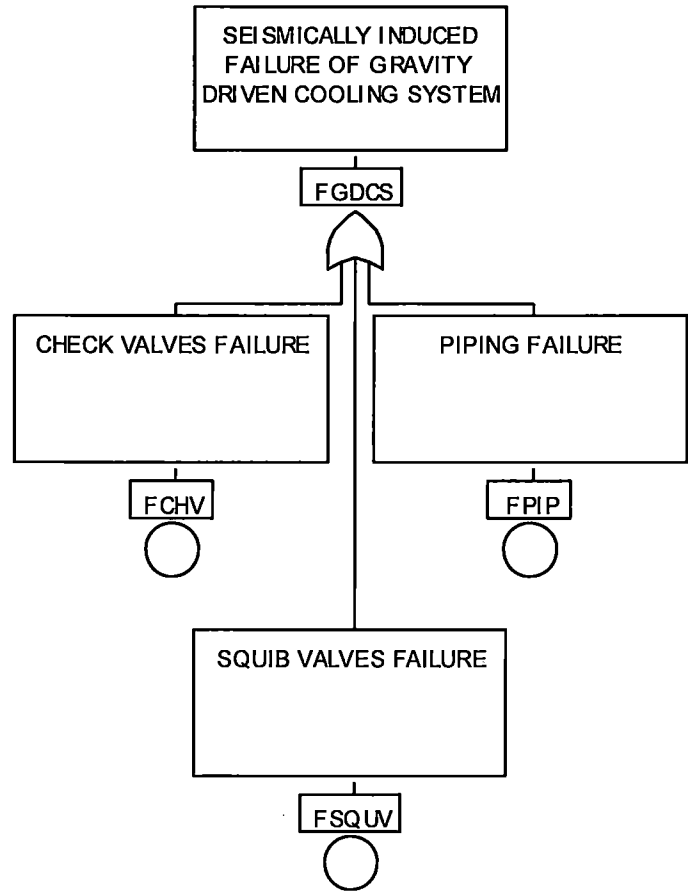 SEISMICALLY INDUCED
FAILURE OF GRAVITY
DRIVEN COOLING SYSTEM
FGDCS
CHECK VALVES FAILURE
PIPING FAILURE
FCHV
FPIP
SQUIB VALVES FAILURE
FSQUV